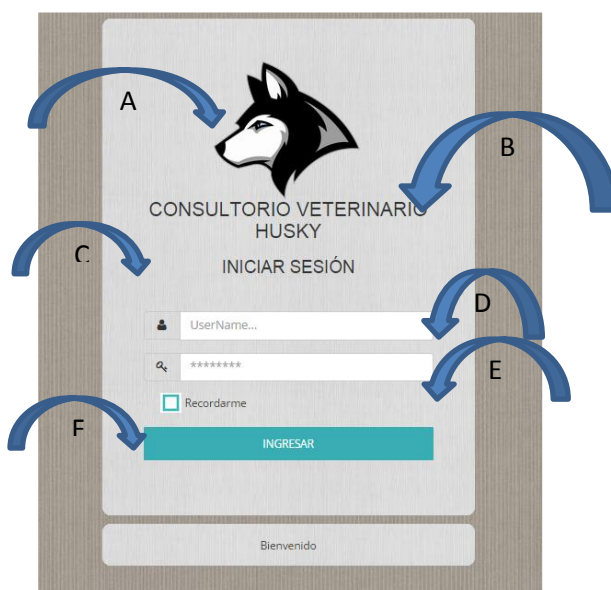 A
B
CONSULTORIO VETERINARIO
HUSKY
C
INICIAR SESIÓN
D
UserName...
********
E
Recordarme
F
INGRESAR
Bienvenido